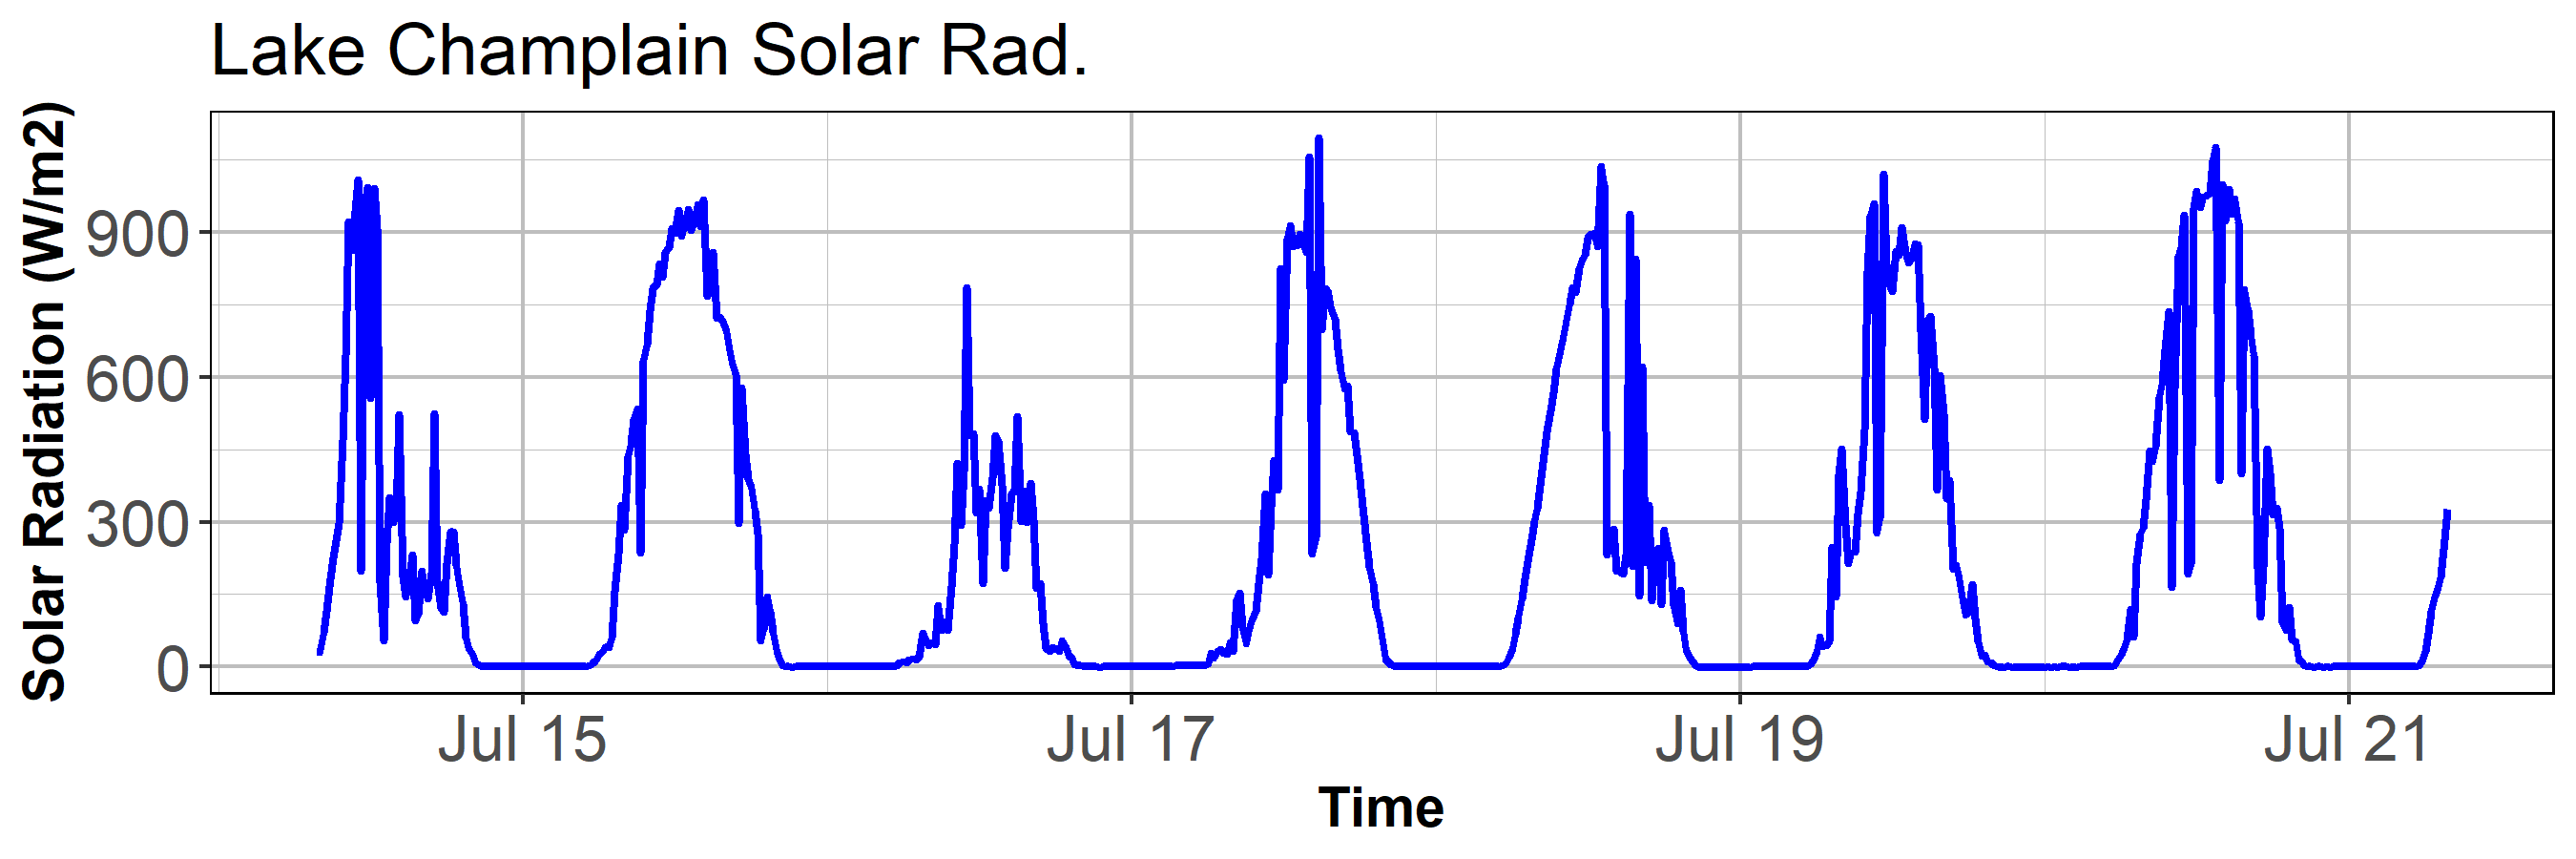 Lake Champlain Solar Rad.
Solar Radiation (W/m2)
900
600
300
0
Jul 15
Jul 17
Jul 19
Jul 21
Time